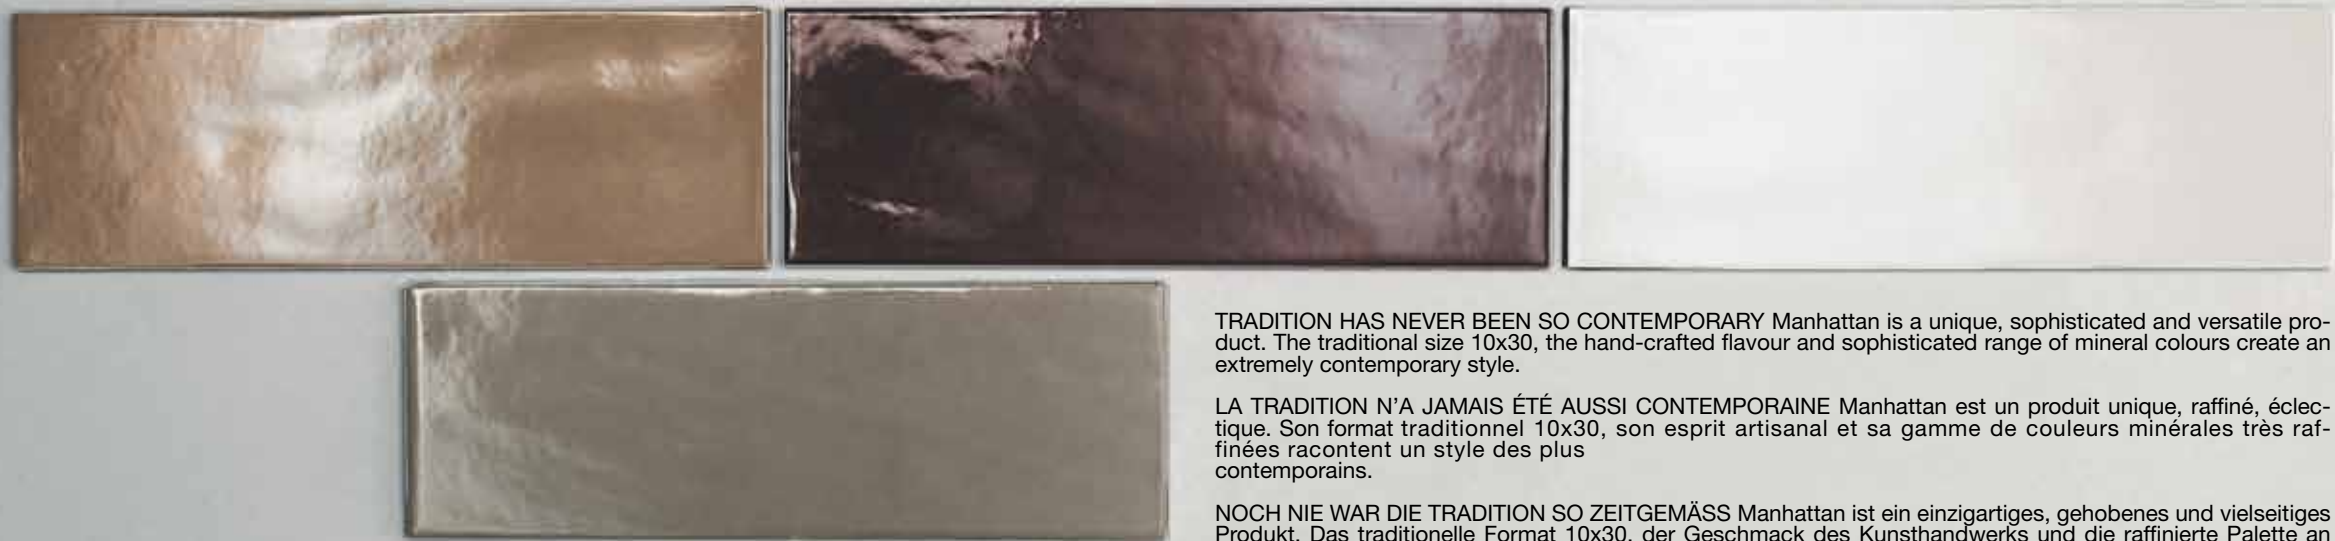 TRADITION HAS NEVER BEEN SO CONTEMPORARY Manhattan is a unique, sophisticated and versatile pro-
duct. The traditional size 10x30, the hand-crafted flavour and sophisticated range of mineral colours create an
extremely contemporary style.
LA TRADITION N’A JAMAIS ÉTÉ AUSSI CONTEMPORAINE Manhattan est un produit unique, raffiné, éclec-
tique. Son format traditionnel 10x30, son esprit artisanal et sa gamme de couleurs minérales très raf-
finées racontent un style des plus
contemporains.
NOCH NIE WAR DIE TRADITION SO ZEITGEMÄSS Manhattan ist ein einzigartiges, gehobenes und vielseitiges
Produkt. Das traditionelle Format 10x30, der Geschmack des Kunsthandwerks und die raffinierte Palette an